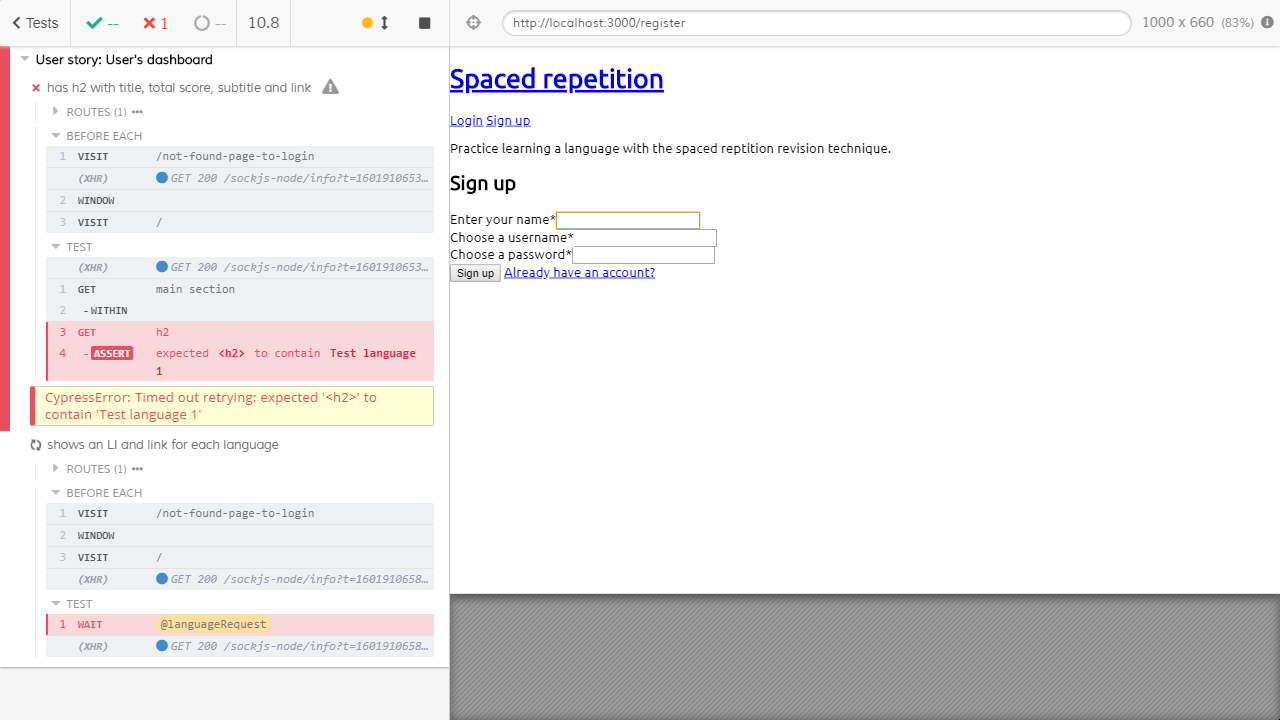 Tests
--
1
--
10.8
http://localhost:3000/register
1000 x 660 (83%)
User story: User's dashboard
has h2 with title, total score, subtitle and link
ROUTES (1)
BEFORE EACH
1 VISIT /not-found-page-to-login
(XHR) GET 200 /sockjs-node/info?t=1601910653…
2 WINDOW
3 VISIT /
TEST
(XHR) GET 200 /sockjs-node/info?t=1601910653…
1 GET main section
2 -WITHIN
3 GET h2
4 -ASSERT expected <h2> to contain Test language
1
CypressError: Timed out retrying: expected '<h2>' to
contain 'Test language 1'
shows an LI and link for each language
ROUTES (1)
BEFORE EACH
1 VISIT /not-found-page-to-login
2 WINDOW
3 VISIT /
(XHR) GET 200 /sockjs-node/info?t=1601910658…
TEST
1 WAIT @languageRequest
(XHR) GET 200 /sockjs-node/info?t=1601910658…
Spaced repetition
Login Sign up
Practice learning a language with the spaced reptition revision technique.
Sign up
Enter your name*
Choose a username*
Choose a password*
Sign up Already have an account?